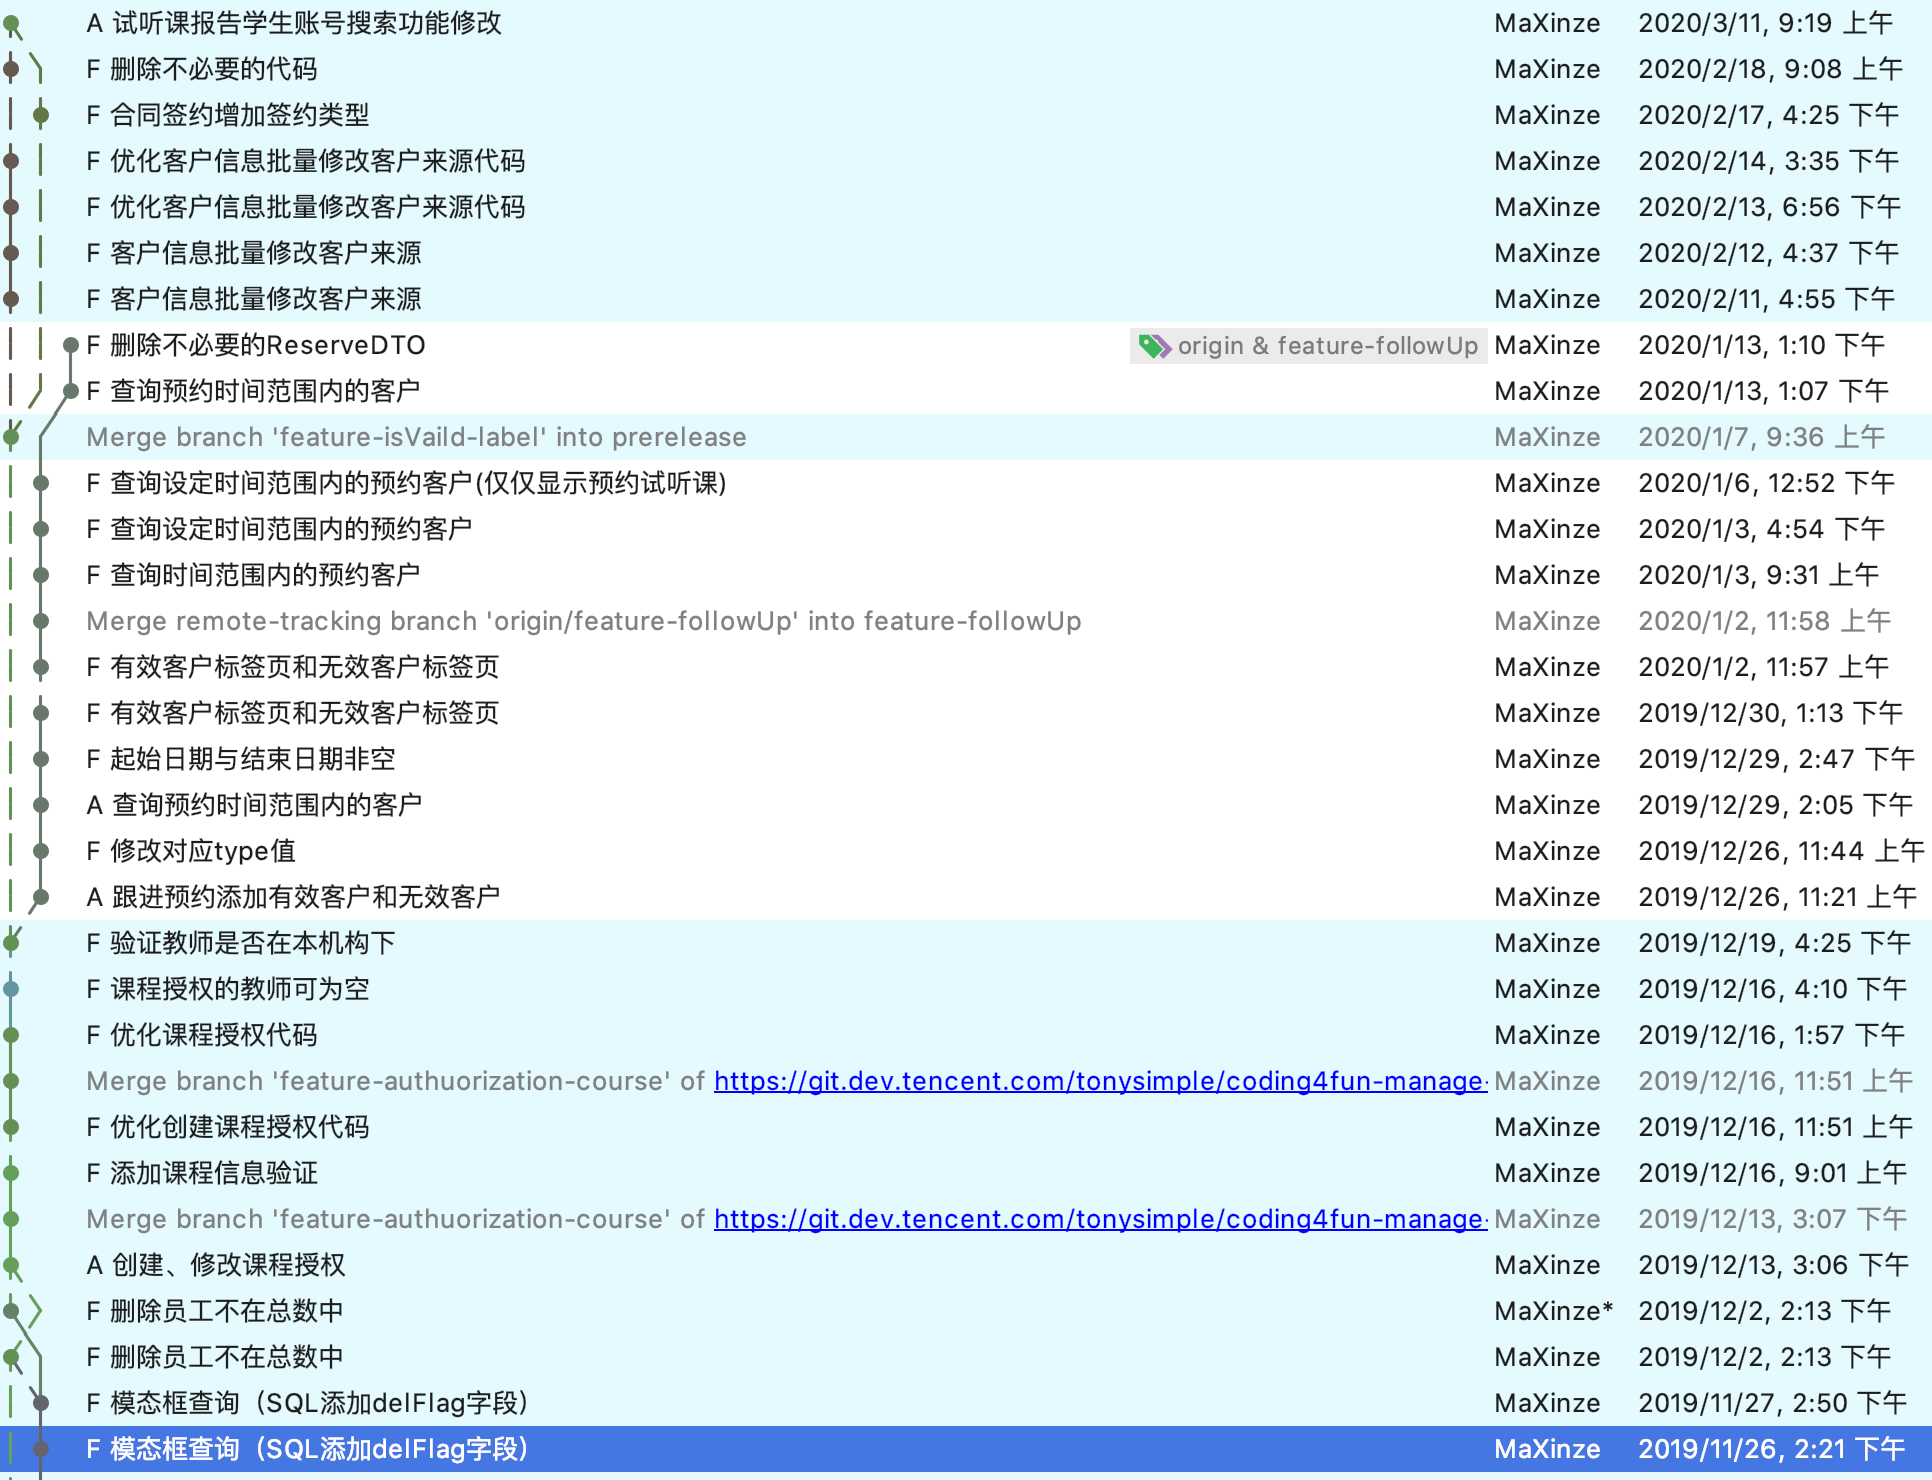 A 试听课报告学生账号搜索功能修改 MaXinze 2020/3/11, 9:19 上午
F 删除不必要的代码 MaXinze 2020/2/18, 9:08 上午
F 合同签约增加签约类型 MaXinze 2020/2/17, 4:25 下午
F 优化客户信息批量修改客户来源代码 MaXinze 2020/2/14, 3:35 下午
F 优化客户信息批量修改客户来源代码 MaXinze 2020/2/13, 6:56 下午
F 客户信息批量修改客户来源 MaXinze 2020/2/12, 4:37 下午
F 客户信息批量修改客户来源 MaXinze 2020/2/11, 4:55 下午
F 删除不必要的ReserveDTO origin & feature-followUp MaXinze 2020/1/13, 1:10 下午
F 查询预约时间范围内的客户 MaXinze 2020/1/13, 1:07 下午
Merge branch 'feature-isVaild-label' into prerelease MaXinze 2020/1/7, 9:36 上午
F 查询设定时间范围内的预约客户(仅仅显示预约试听课) MaXinze 2020/1/6, 12:52 下午
F 查询设定时间范围内的预约客户 MaXinze 2020/1/3, 4:54 下午
F 查询时间范围内的预约客户 MaXinze 2020/1/3, 9:31 上午
Merge remote-tracking branch 'origin/feature-followUp' into feature-followUp MaXinze 2020/1/2, 11:58 上午
F 有效客户标签页和无效客户标签页 MaXinze 2020/1/2, 11:57 上午
F 有效客户标签页和无效客户标签页 MaXinze 2019/12/30, 1:13 下午
F 起始日期与结束日期非空 MaXinze 2019/12/29, 2:47 下午
A 查询预约时间范围内的客户 MaXinze 2019/12/29, 2:05 下午
F 修改对应type值 MaXinze 2019/12/26, 11:44 上午
A 跟进预约添加有效客户和无效客户 MaXinze 2019/12/26, 11:21 上午
F 验证教师是否在本机构下 MaXinze 2019/12/19, 4:25 下午
F 课程授权的教师可为空 MaXinze 2019/12/16, 4:10 下午
F 优化课程授权代码 MaXinze 2019/12/16, 1:57 下午
Merge branch 'feature-authuorization-course' of https://git.dev.tencent.com/tonysimple/coding4fun-manage- MaXinze 2019/12/16, 11:51 上午
F 优化创建课程授权代码 MaXinze 2019/12/16, 11:51 上午
F 添加课程信息验证 MaXinze 2019/12/16, 9:01 上午
Merge branch 'feature-authuorization-course' of https://git.dev.tencent.com/tonysimple/coding4fun-manage- MaXinze 2019/12/13, 3:07 下午
A 创建、修改课程授权 MaXinze 2019/12/13, 3:06 下午
F 删除员工不在总数中 MaXinze* 2019/12/2, 2:13 下午
F 删除员工不在总数中 MaXinze 2019/12/2, 2:13 下午
F 模态框查询（SQL添加delFlag字段） MaXinze 2019/11/27, 2:50 下午
F 模态框查询（SQL添加delFlag字段） MaXinze 2019/11/26, 2:21 下午